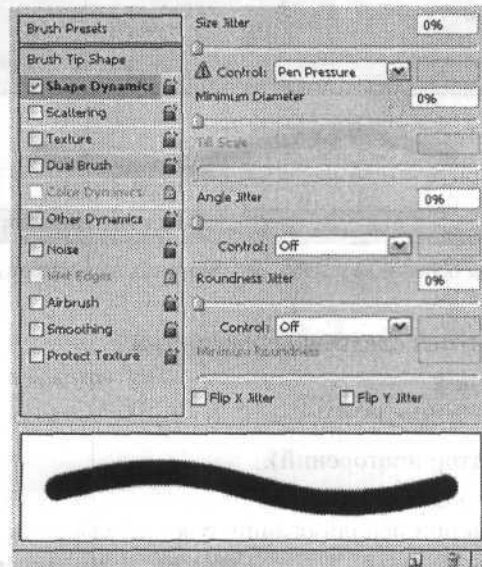 Brush Presets
Brush Tip Shape
Shape Dynamics
Scattering
Texture
Dual Brush
Color Dynamics
Other Dynamics
Noise
Wet Edges
Airbrush
Smoothing
Protect Texture
Size Jitter 0%
Control: Pen Pressure
Minimum Diameter 0%
Tilt Scale
Angle Jitter 0%
Control: Off
Roundness Jitter 0%
Control: Off
Minimum Roundness
Flip X Jitter Flip Y Jitter